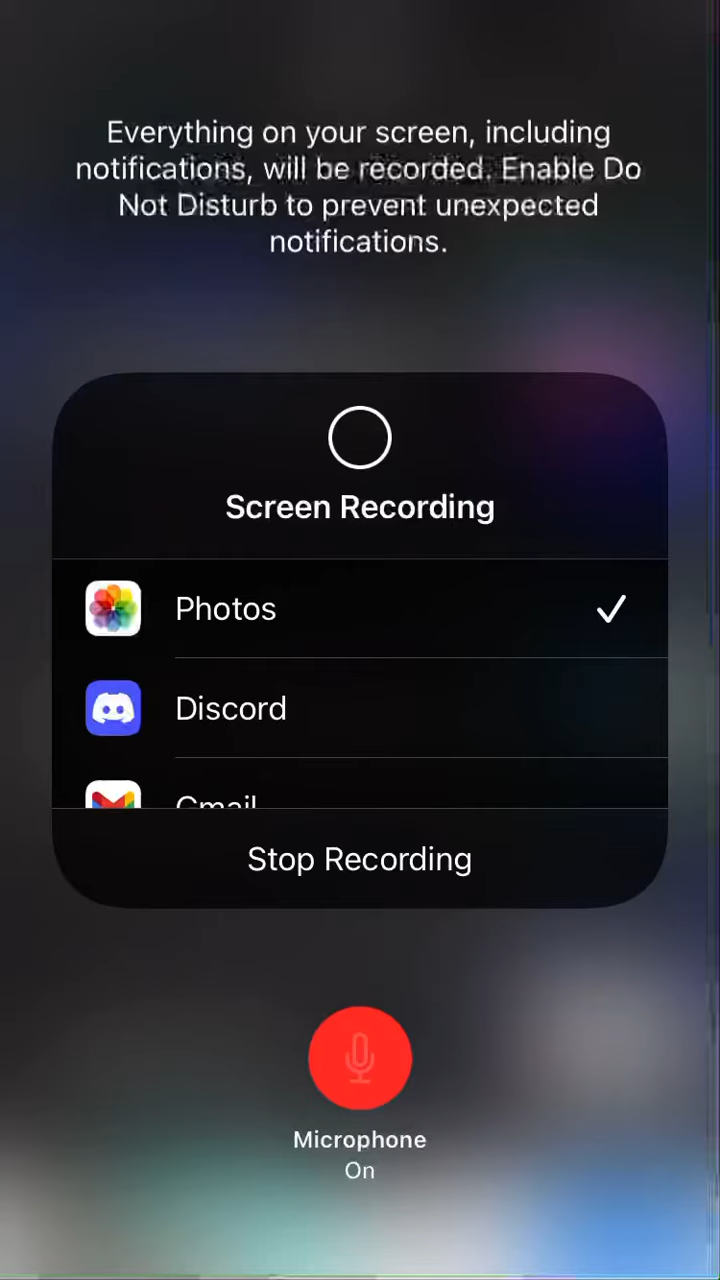 Everything on your screen, including
notifications, will be recorded. Enable Do
Not Disturb to prevent unexpected
notifications.
Screen Recording
Photos
Discord
Gmail
Stop Recording
Microphone
On